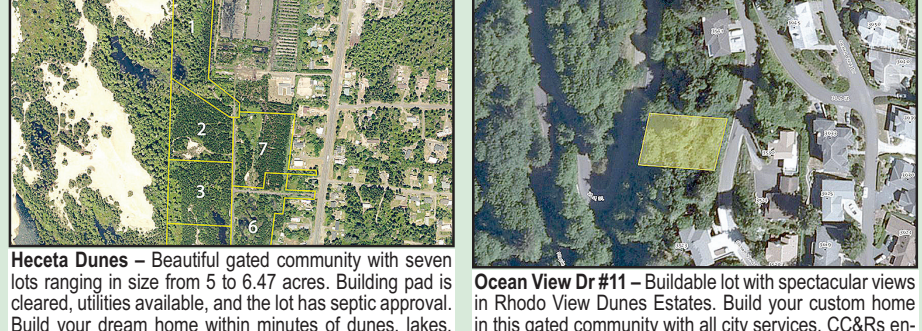 1
2
7
3
6
Heceta Dunes – Beautiful gated community with seven
lots ranging in size from 5 to 6.47 acres. Building pad is
cleared, utilities available, and the lot has septic approval.
Build your dream home within minutes of dunes, lakes,
Ocean View Dr #11 – Buildable lot with spectacular views
in Rhodo View Dunes Estates. Build your custom home
in this gated community with all city services. CC&Rs en-